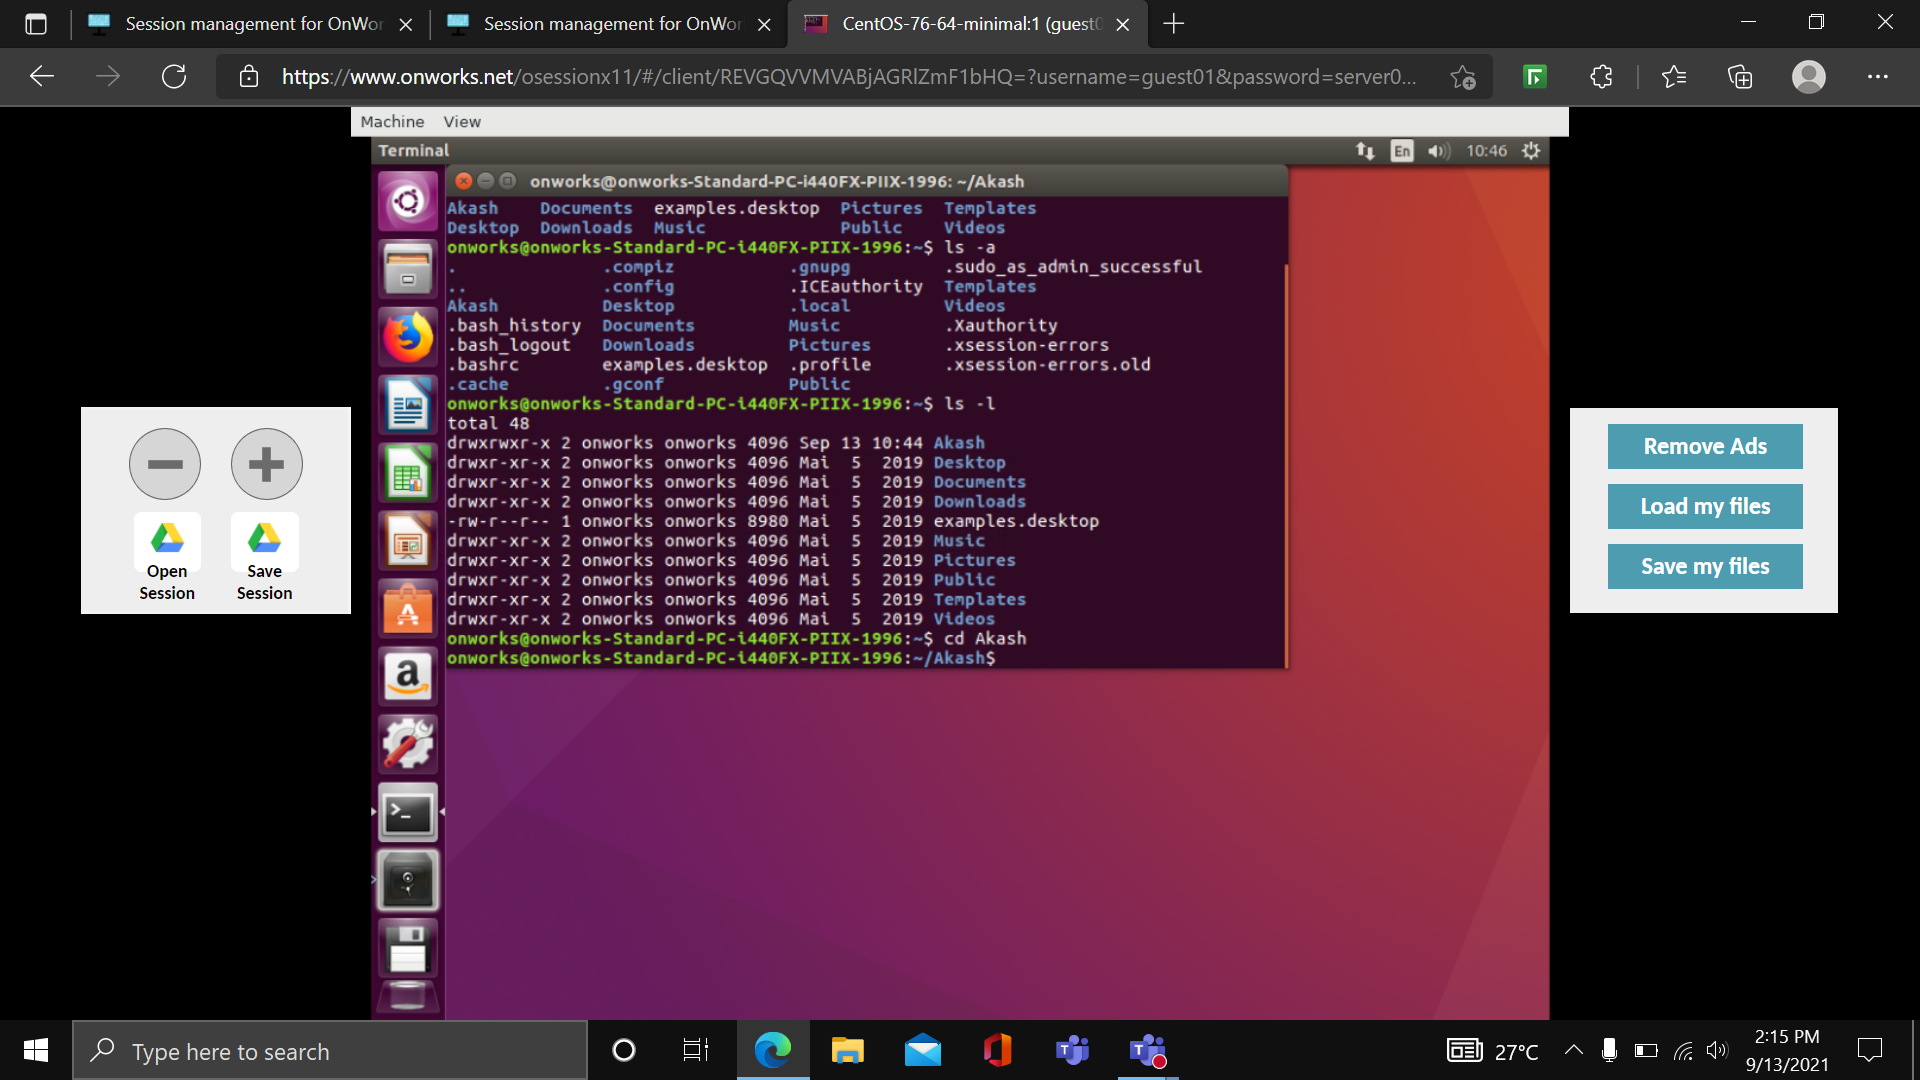 Session management for OnWor
Session management for OnWor
CentOS-76-64-minimal:1 (guest0
https://www.onworks.net/osessionx11/#/client/REVGQVVMVABjAGRlZmF1bHQ=?username=guest01&password=server0...
Machine View
Terminal
En
10:46
onworks@onworks-Standard-PC-i440FX-PIIX-1996: ~/Akash
Akash Documents examples.desktop Pictures Templates
Desktop Downloads Music Public Videos
onworks@onworks-Standard-PC-i440FX-PIIX-1996:~$ ls -a
. .compiz .gnupg .sudo_as_admin_successful
.. .config .ICEauthority Templates
Akash Desktop .local Videos
.bash_history Documents Music .Xauthority
.bash_logout Downloads Pictures .xsession-errors
.bashrc examples.desktop .profile .xsession-errors.old
.cache .gconf Public
onworks@onworks-Standard-PC-i440FX-PIIX-1996:~$ ls -l
total 48
drwxrwxr-x 2 onworks onworks 4096 Sep 13 10:44 Akash
drwxr-xr-x 2 onworks onworks 4096 Mai 5 2019 Desktop
drwxr-xr-x 2 onworks onworks 4096 Mai 5 2019 Documents
drwxr-xr-x 2 onworks onworks 4096 Mai 5 2019 Downloads
-rw-r--r-- 1 onworks onworks 8980 Mai 5 2019 examples.desktop
drwxr-xr-x 2 onworks onworks 4096 Mai 5 2019 Music
drwxr-xr-x 2 onworks onworks 4096 Mai 5 2019 Pictures
drwxr-xr-x 2 onworks onworks 4096 Mai 5 2019 Public
drwxr-xr-x 2 onworks onworks 4096 Mai 5 2019 Templates
drwxr-xr-x 2 onworks onworks 4096 Mai 5 2019 Videos
onworks@onworks-Standard-PC-i440FX-PIIX-1996:~$ cd Akash
onworks@onworks-Standard-PC-i440FX-PIIX-1996:~/Akash$
Open
Session
Save
Session
Remove Ads
Load my files
Save my files
Type here to search
27°C
2:15 PM
9/13/2021